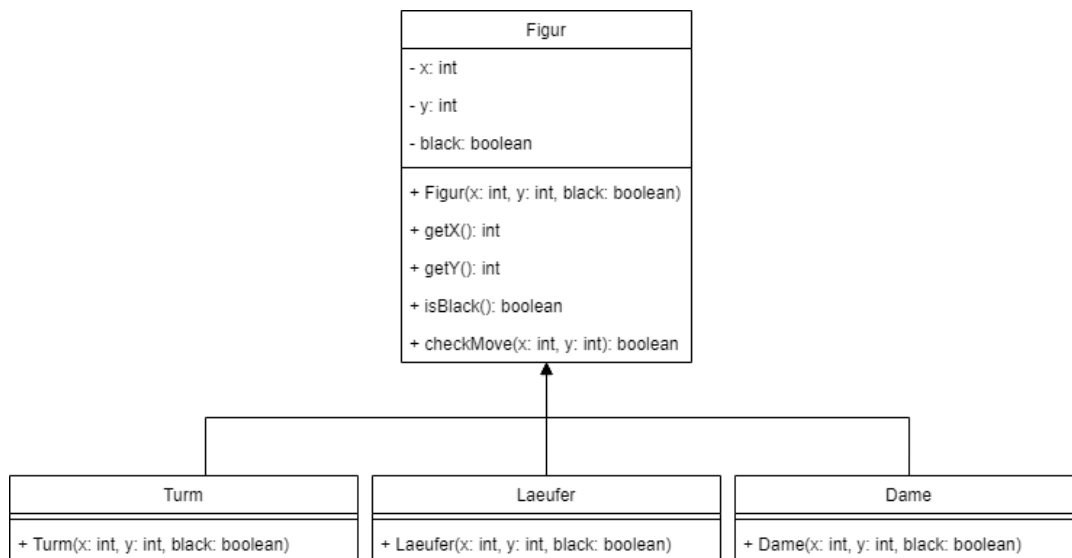 Figur
- x: int
- y: int
- black: boolean
+ Figur(x: int, y: int, black: boolean)
+ getX(): int
+ getY(): int
+ isBlack(): boolean
+ checkMove(x: int, y: int): boolean
Turm
+ Turm(x: int, y: int, black: boolean)
Laeufer
+ Laeufer(x: int, y: int, black: boolean)
Dame
+ Dame(x: int, y: int, black: boolean)